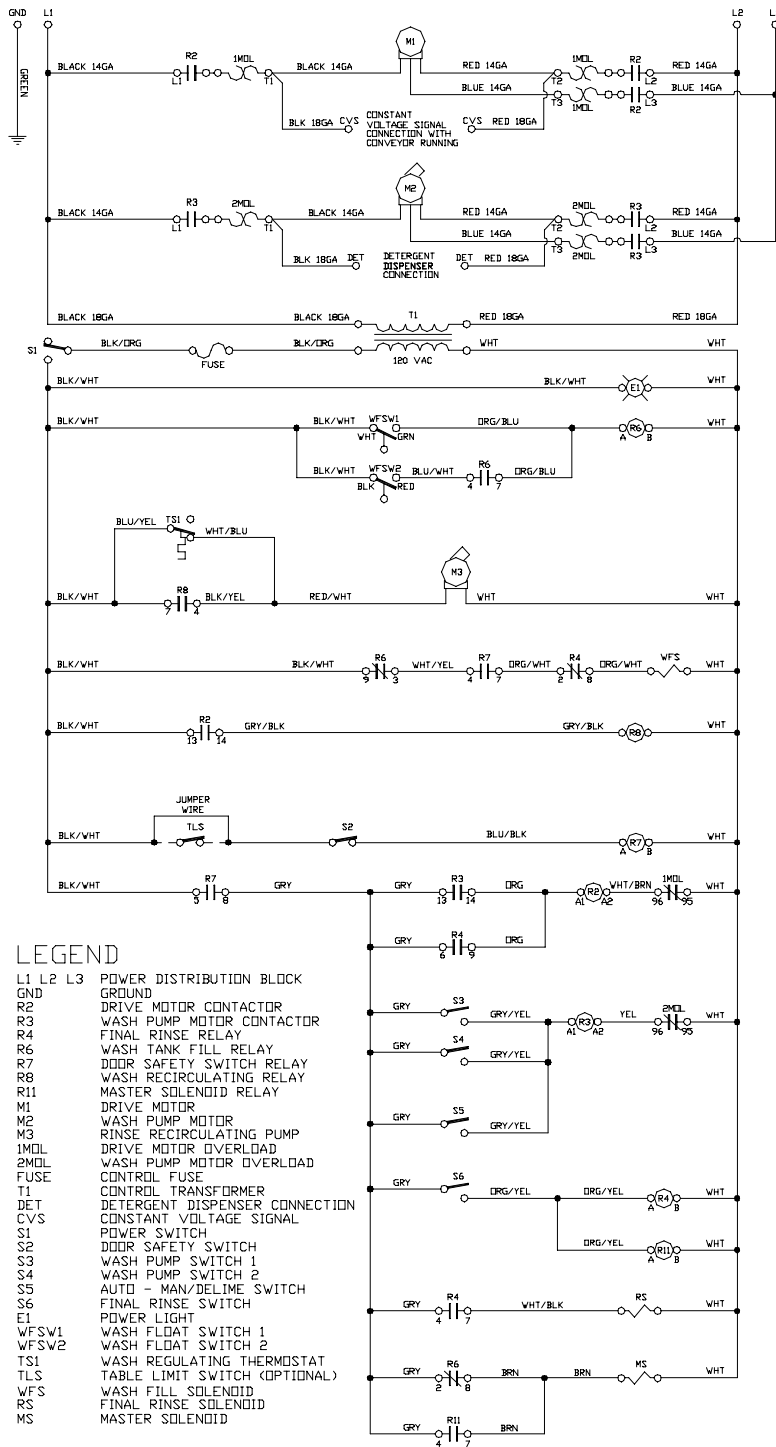 GND L1 L2 L
GREEN
BLACK 14GA R2 1MOL BLACK 14GA M1 RED 14GA 1MOL R2 RED 14GA
L1 T1 T2 L2
BLUE 14GA BLUE 14GA
T3 1MOL R2 L3
BLK 18GA CVS CONSTANT VOLTAGE SIGNAL CONNECTION WITH CONVEYOR RUNNING CVS RED 18GA
BLACK 14GA R3 2MOL BLACK 14GA M2 RED 14GA 2MOL R3 RED 14GA
L1 T1 T2 L2
BLUE 14GA BLUE 14GA
T3 2MOL R3 L3
BLK 18GA DET DETERGENT DISPENSER CONNECTION DET RED 18GA
BLACK 18GA BLACK 18GA T1 RED 18GA RED 18GA
S1 BLK/ORG FUSE BLK/ORG 120 VAC WHT WHT
BLK/WHT BLK/WHT E1 WHT
BLK/WHT BLK/WHT WFSW1 ORG/BLU R6 WHT
WHT GRN A B
BLK/WHT WFSW2 BLU/WHT R6 ORG/BLU
BLK RED 4 7
BLU/YEL TS1 WHT/BLU
BLK/WHT R8 BLK/YEL RED/WHT M3 WHT WHT
7 4
BLK/WHT BLK/WHT R6 WHT/YEL R7 ORG/WHT R4 ORG/WHT WFS WHT
9 3 4 7 2 8
BLK/WHT R2 GRY/BLK GRY/BLK R8 WHT
13 14
JUMPER WIRE
BLK/WHT TLS S2 BLU/BLK R7 WHT
A B
BLK/WHT R7 GRY GRY R3 ORG R2 WHT/BRN 1MOL WHT
5 8 13 14 A1 A2 96 95
GRY R4 ORG
6 9
GRY S3 GRY/YEL R3 YEL 2MOL WHT
A1 A2 96 95
GRY S4 GRY/YEL
GRY S5 GRY/YEL
GRY S6 ORG/YEL ORG/YEL R4 WHT
A B
ORG/YEL R11 WHT
A B
GRY R4 WHT/BLK RS WHT
4 7
GRY R6 BRN BRN MS WHT
2 8
GRY R11 BRN
4 7
LEGEND
L1 L2 L3 POWER DISTRIBUTION BLOCK
GND GROUND
R2 DRIVE MOTOR CONTACTOR
R3 WASH PUMP MOTOR CONTACTOR
R4 FINAL RINSE RELAY
R6 WASH TANK FILL RELAY
R7 DOOR SAFETY SWITCH RELAY
R8 WASH RECIRCULATING RELAY
R11 MASTER SOLENOID RELAY
M1 DRIVE MOTOR
M2 WASH PUMP MOTOR
M3 RINSE RECIRCULATING PUMP
1MOL DRIVE MOTOR OVERLOAD
2MOL WASH PUMP MOTOR OVERLOAD
FUSE CONTROL FUSE
T1 CONTROL TRANSFORMER
DET DETERGENT DISPENSER CONNECTION
CVS CONSTANT VOLTAGE SIGNAL
S1 POWER SWITCH
S2 DOOR SAFETY SWITCH
S3 WASH PUMP SWITCH 1
S4 WASH PUMP SWITCH 2
S5 AUTO - MAN/DELIME SWITCH
S6 FINAL RINSE SWITCH
E1 POWER LIGHT
WFSW1 WASH FLOAT SWITCH 1
WFSW2 WASH FLOAT SWITCH 2
TS1 WASH REGULATING THERMOSTAT
TLS TABLE LIMIT SWITCH (OPTIONAL)
WFS WASH FILL SOLENOID
RS FINAL RINSE SOLENOID
MS MASTER SOLENOID